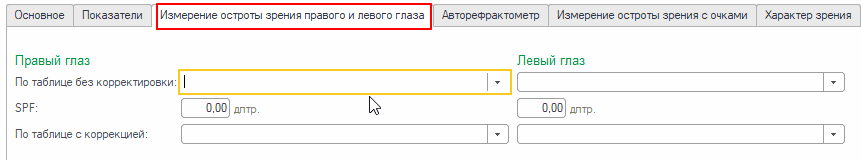 Основное Показатели Измерение остроты зрения правого и левого глаза Авторефрактометр Измерение остроты зрения с очками Характер зрения
Правый глаз Левый глаз
По таблице без корректировки:
SPF: 0,00 дптр. 0,00 дптр.
По таблице с коррекцией: